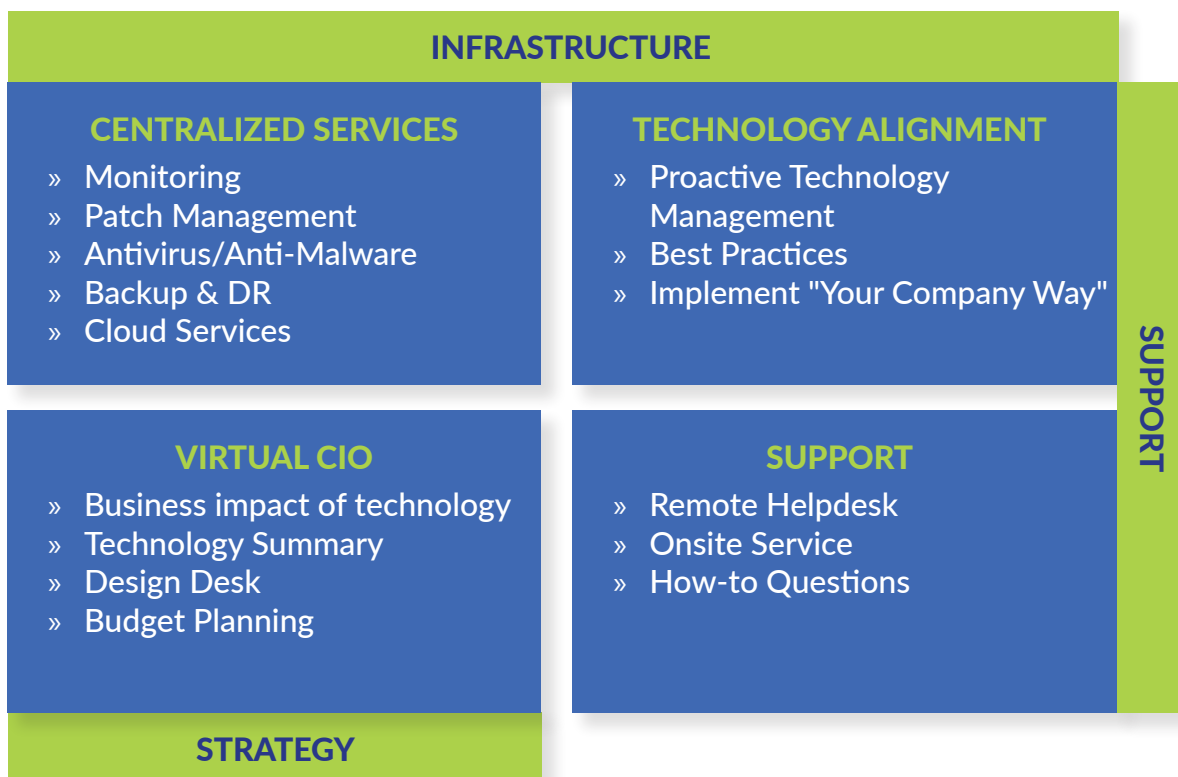 INFRASTRUCTURE
CENTRALIZED SERVICES
» Monitoring
» Patch Management
» Antivirus/Anti-Malware
» Backup & DR
» Cloud Services
TECHNOLOGY ALIGNMENT
» Proactive Technology
Management
» Best Practices
» Implement "Your Company Way"
SUPPORT
VIRTUAL CIO
» Business impact of technology
» Technology Summary
» Design Desk
» Budget Planning
SUPPORT
» Remote Helpdesk
» Onsite Service
» How-to Questions
STRATEGY